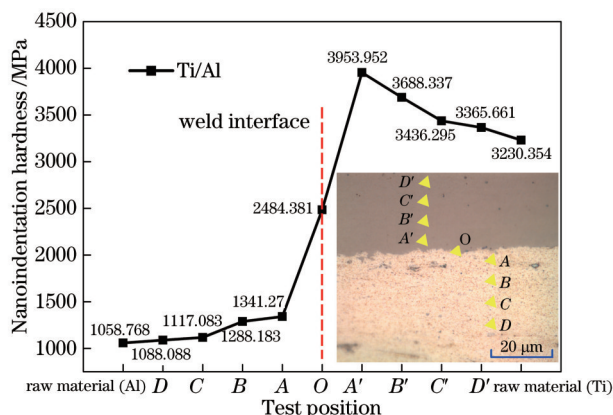 4500
4000
3500
3000
2500
2000
1500
1000
Nanoindentation hardness /MPa
Ti/Al
weld interface
3953.952
3688.337
3436.295
3365.661
3230.354
2484.381
1341.27
1288.183
1117.083
1088.088
1058.768
D′
C′
B′
A′
O
A
B
C
D
20 μm
raw material (Al) D C B A O A′ B′ C′ D′ raw material (Ti)
Test position